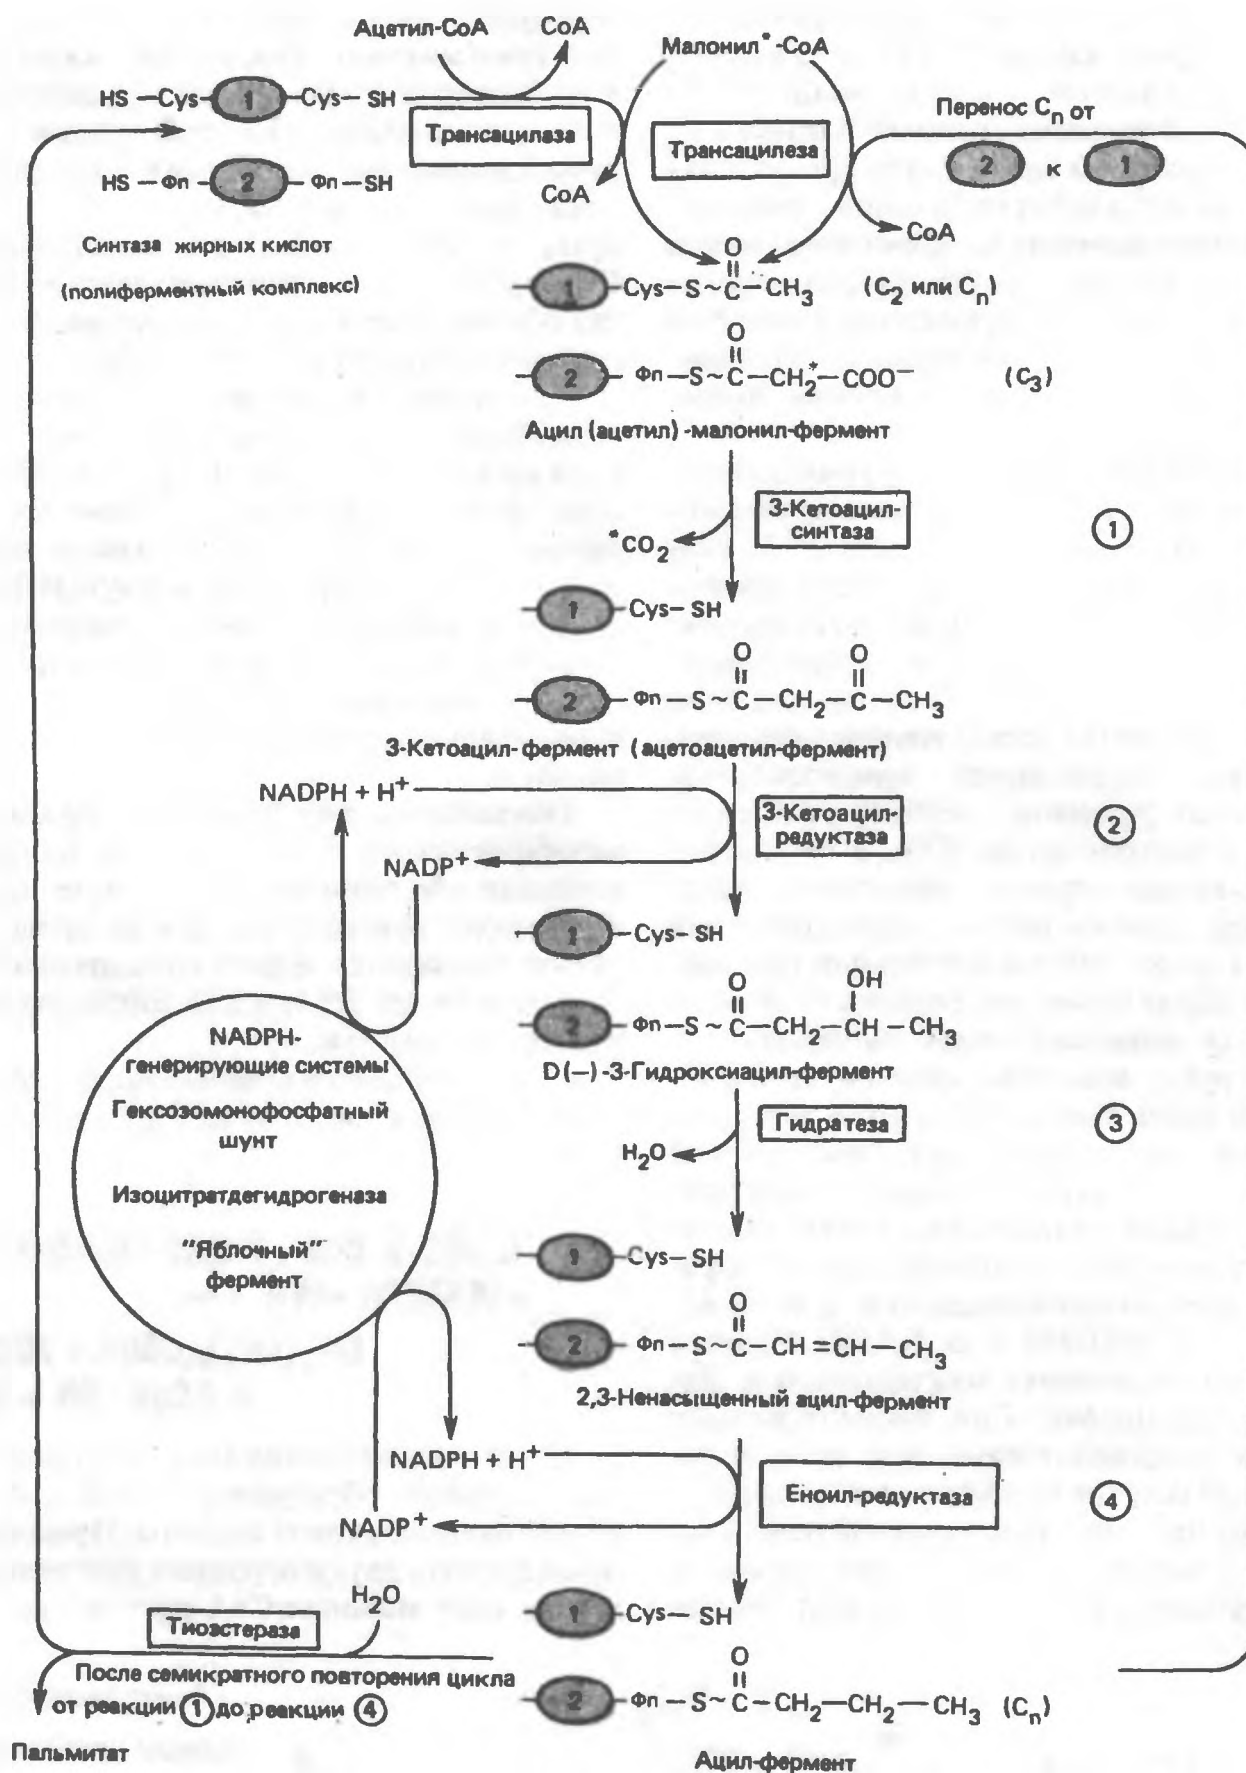 Ацетил-СоА СоА
Малонил*-СоА
HS—Cys—1—Cys—SH
Трансацилаза
Трансацилеза
Перенос Cn от
2 к 1
HS—Фп—2—Фп—SH
СоА
СоА
Синтаза жирных кислот
(полиферментный комплекс)
O
1 Cys—S~C—CH3 (C2 или Cn)
O
2 Фп—S~C—CH2*—COO− (C3)
Ацил (ацетил) -малонил-фермент
3-Кетоацил-
синтаза
1
*CO2
1 Cys—SH
O O
2 Фп—S~C—CH2—C—CH3
3-Кетоацил-фермент (ацетоацетил-фермент)
NADPH + H+
3-Кетоацил-
редуктаза
2
NADP+
1 Cys—SH
O OH
2 Фп—S~C—CH2—CH—CH3
D(—)-3-Гидроксиацил-фермент
NADPH-
генерирующие системы
Гексозомонофосфатный
шунт
Изоцитратдегидрогеназа
"Яблочный"
фермент
Гидратеза
3
H2O
1 Cys—SH
O
2 Фп—S~C—CH=CH—CH3
2,3-Ненасыщенный ацил-фермент
NADPH + H+
Еноил-редуктаза
4
NADP+
H2O
Тиоэстераза
1 Cys—SH
После семикратного повторения цикла
от реакции 1 до реакции 4
O
2 Фп—S~C—CH2—CH2—CH3 (Cn)
Пальмитат
Ацил-фермент